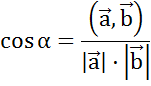 cos α = (a⃗, b⃗) / |a⃗| · |b⃗|